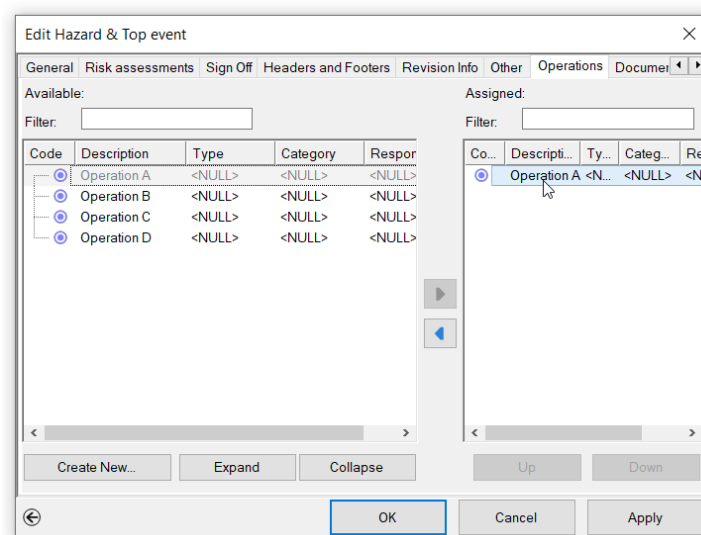 Edit Hazard & Top event
General Risk assessments Sign Off Headers and Footers Revision Info Other Operations Documer
Available: Assigned:
Filter: Filter:
Code Description Type Category Respor Co... Descripti... Ty... Categ... Re
Operation A <NULL> <NULL> <NULL> Operation A <N... <NULL> <N
Operation B <NULL> <NULL> <NULL>
Operation C <NULL> <NULL> <NULL>
Operation D <NULL> <NULL> <NULL>
Create New... Expand Collapse Up Down
OK Cancel Apply